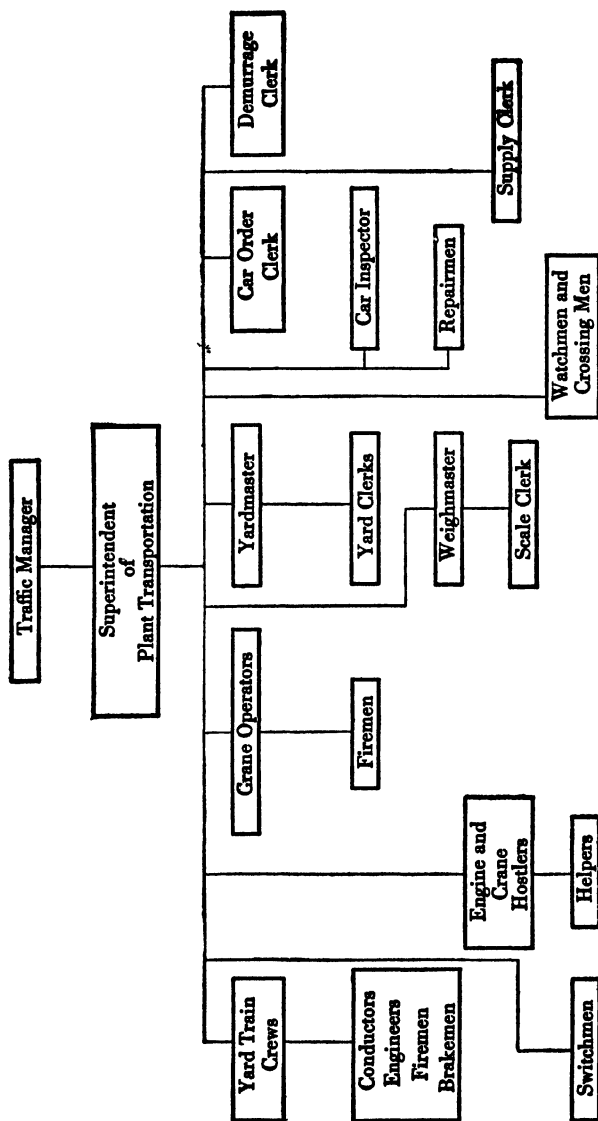 Traffic Manager
Superintendent
of
Plant Transportation
Yard Train
Crews
Grane Operators
Yardmaster
Car Order
Clerk
Demurrage
Clerk
Conductors
Engineers
Firemen
Brakemen
Firemen
Yard Clerks
Car Inspector
Weighmaster
Repairmen
Engine and
Crane
Hostlers
Scale Clerk
Supply Clerk
Switchmen
Helpers
Watchmen and
Crossing Men